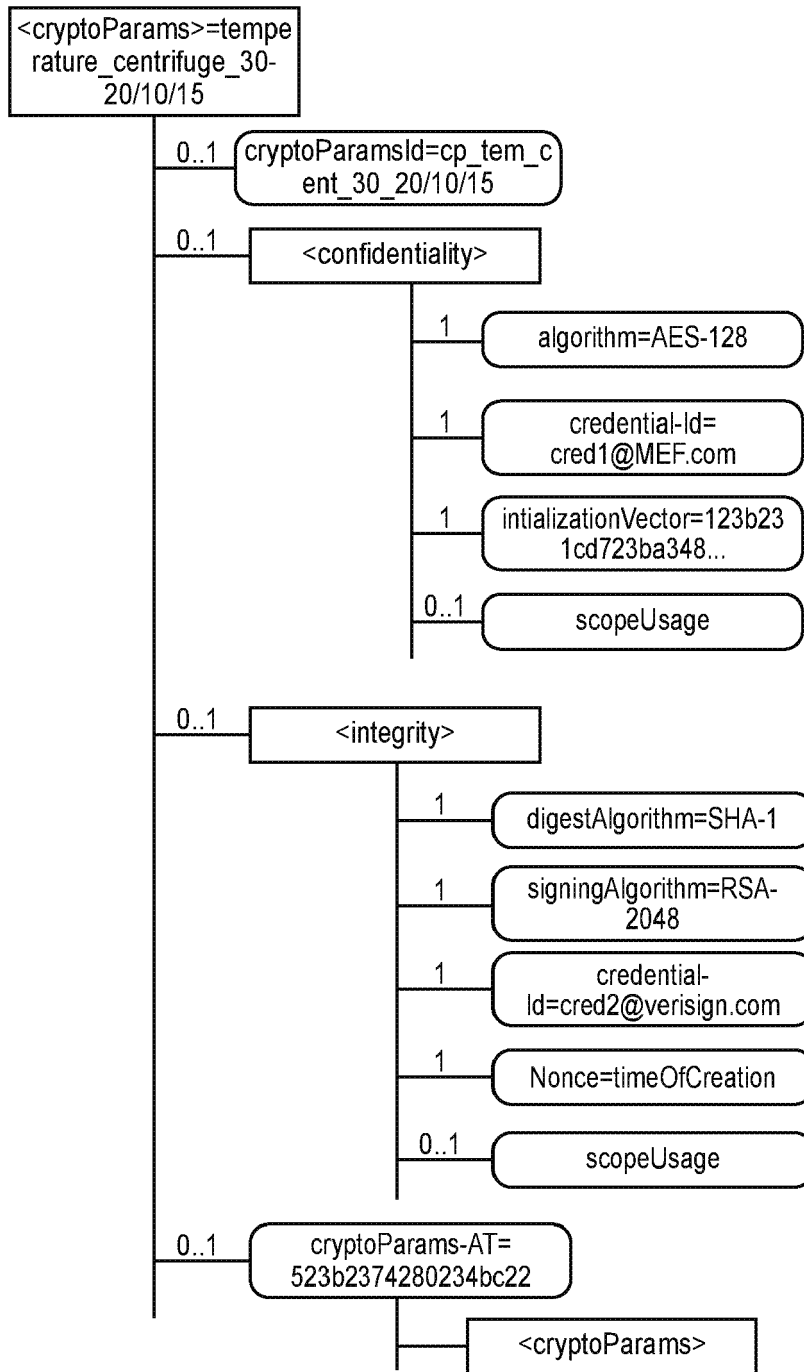 <cryptoParams>=tempe
rature_centrifuge_30-
20/10/15
0..1
cryptoParamsId=cp_tem_c
ent_30_20/10/15
0..1
<confidentiality>
1
algorithm=AES-128
1
credential-Id=
cred1@MEF.com
1
intializationVector=123b23
1cd723ba348...
0..1
scopeUsage
0..1
<integrity>
1
digestAlgorithm=SHA-1
1
signingAlgorithm=RSA-
2048
1
credential-
Id=cred2@verisign.com
1
Nonce=timeOfCreation
0..1
scopeUsage
0..1
cryptoParams-AT=
523b2374280234bc22
<cryptoParams>